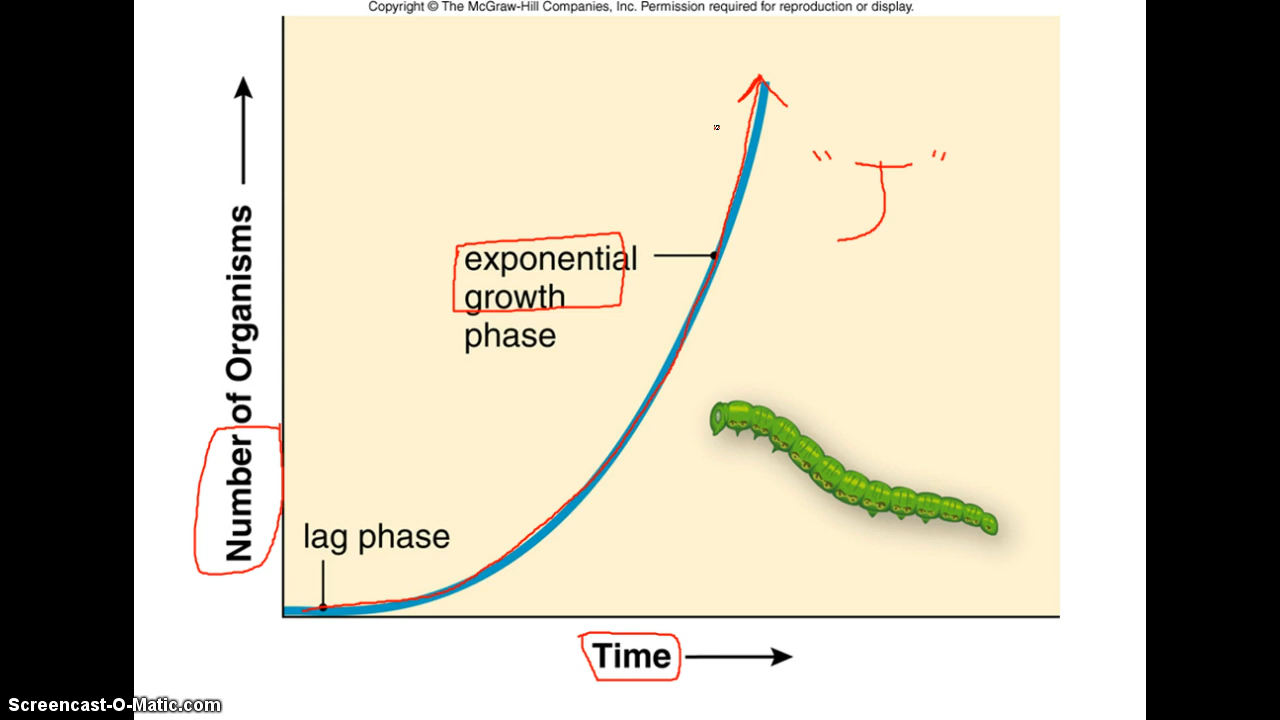 Copyright © The McGraw-Hill Companies, Inc. Permission required for reproduction or display.
Number of Organisms
exponential
growth
phase
" J "
lag phase
Time
Screencast-O-Matic.com